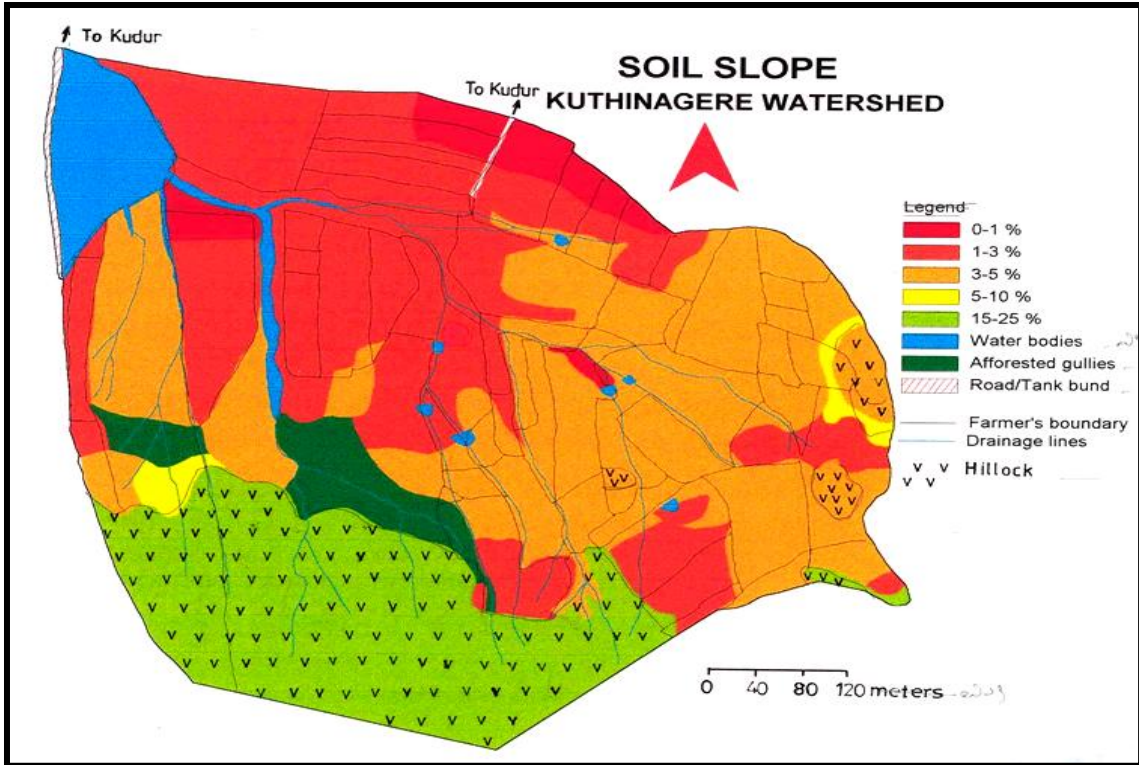 To Kudur
SOIL SLOPE
To Kudur
KUTHINAGERE WATERSHED
Legend
0-1 %
1-3 %
3-5 %
5-10 %
15-25 %
Water bodies
Afforested gullies
Road/Tank bund
Farmer's boundary
Drainage lines
Hillock
0 40 80 120 meters